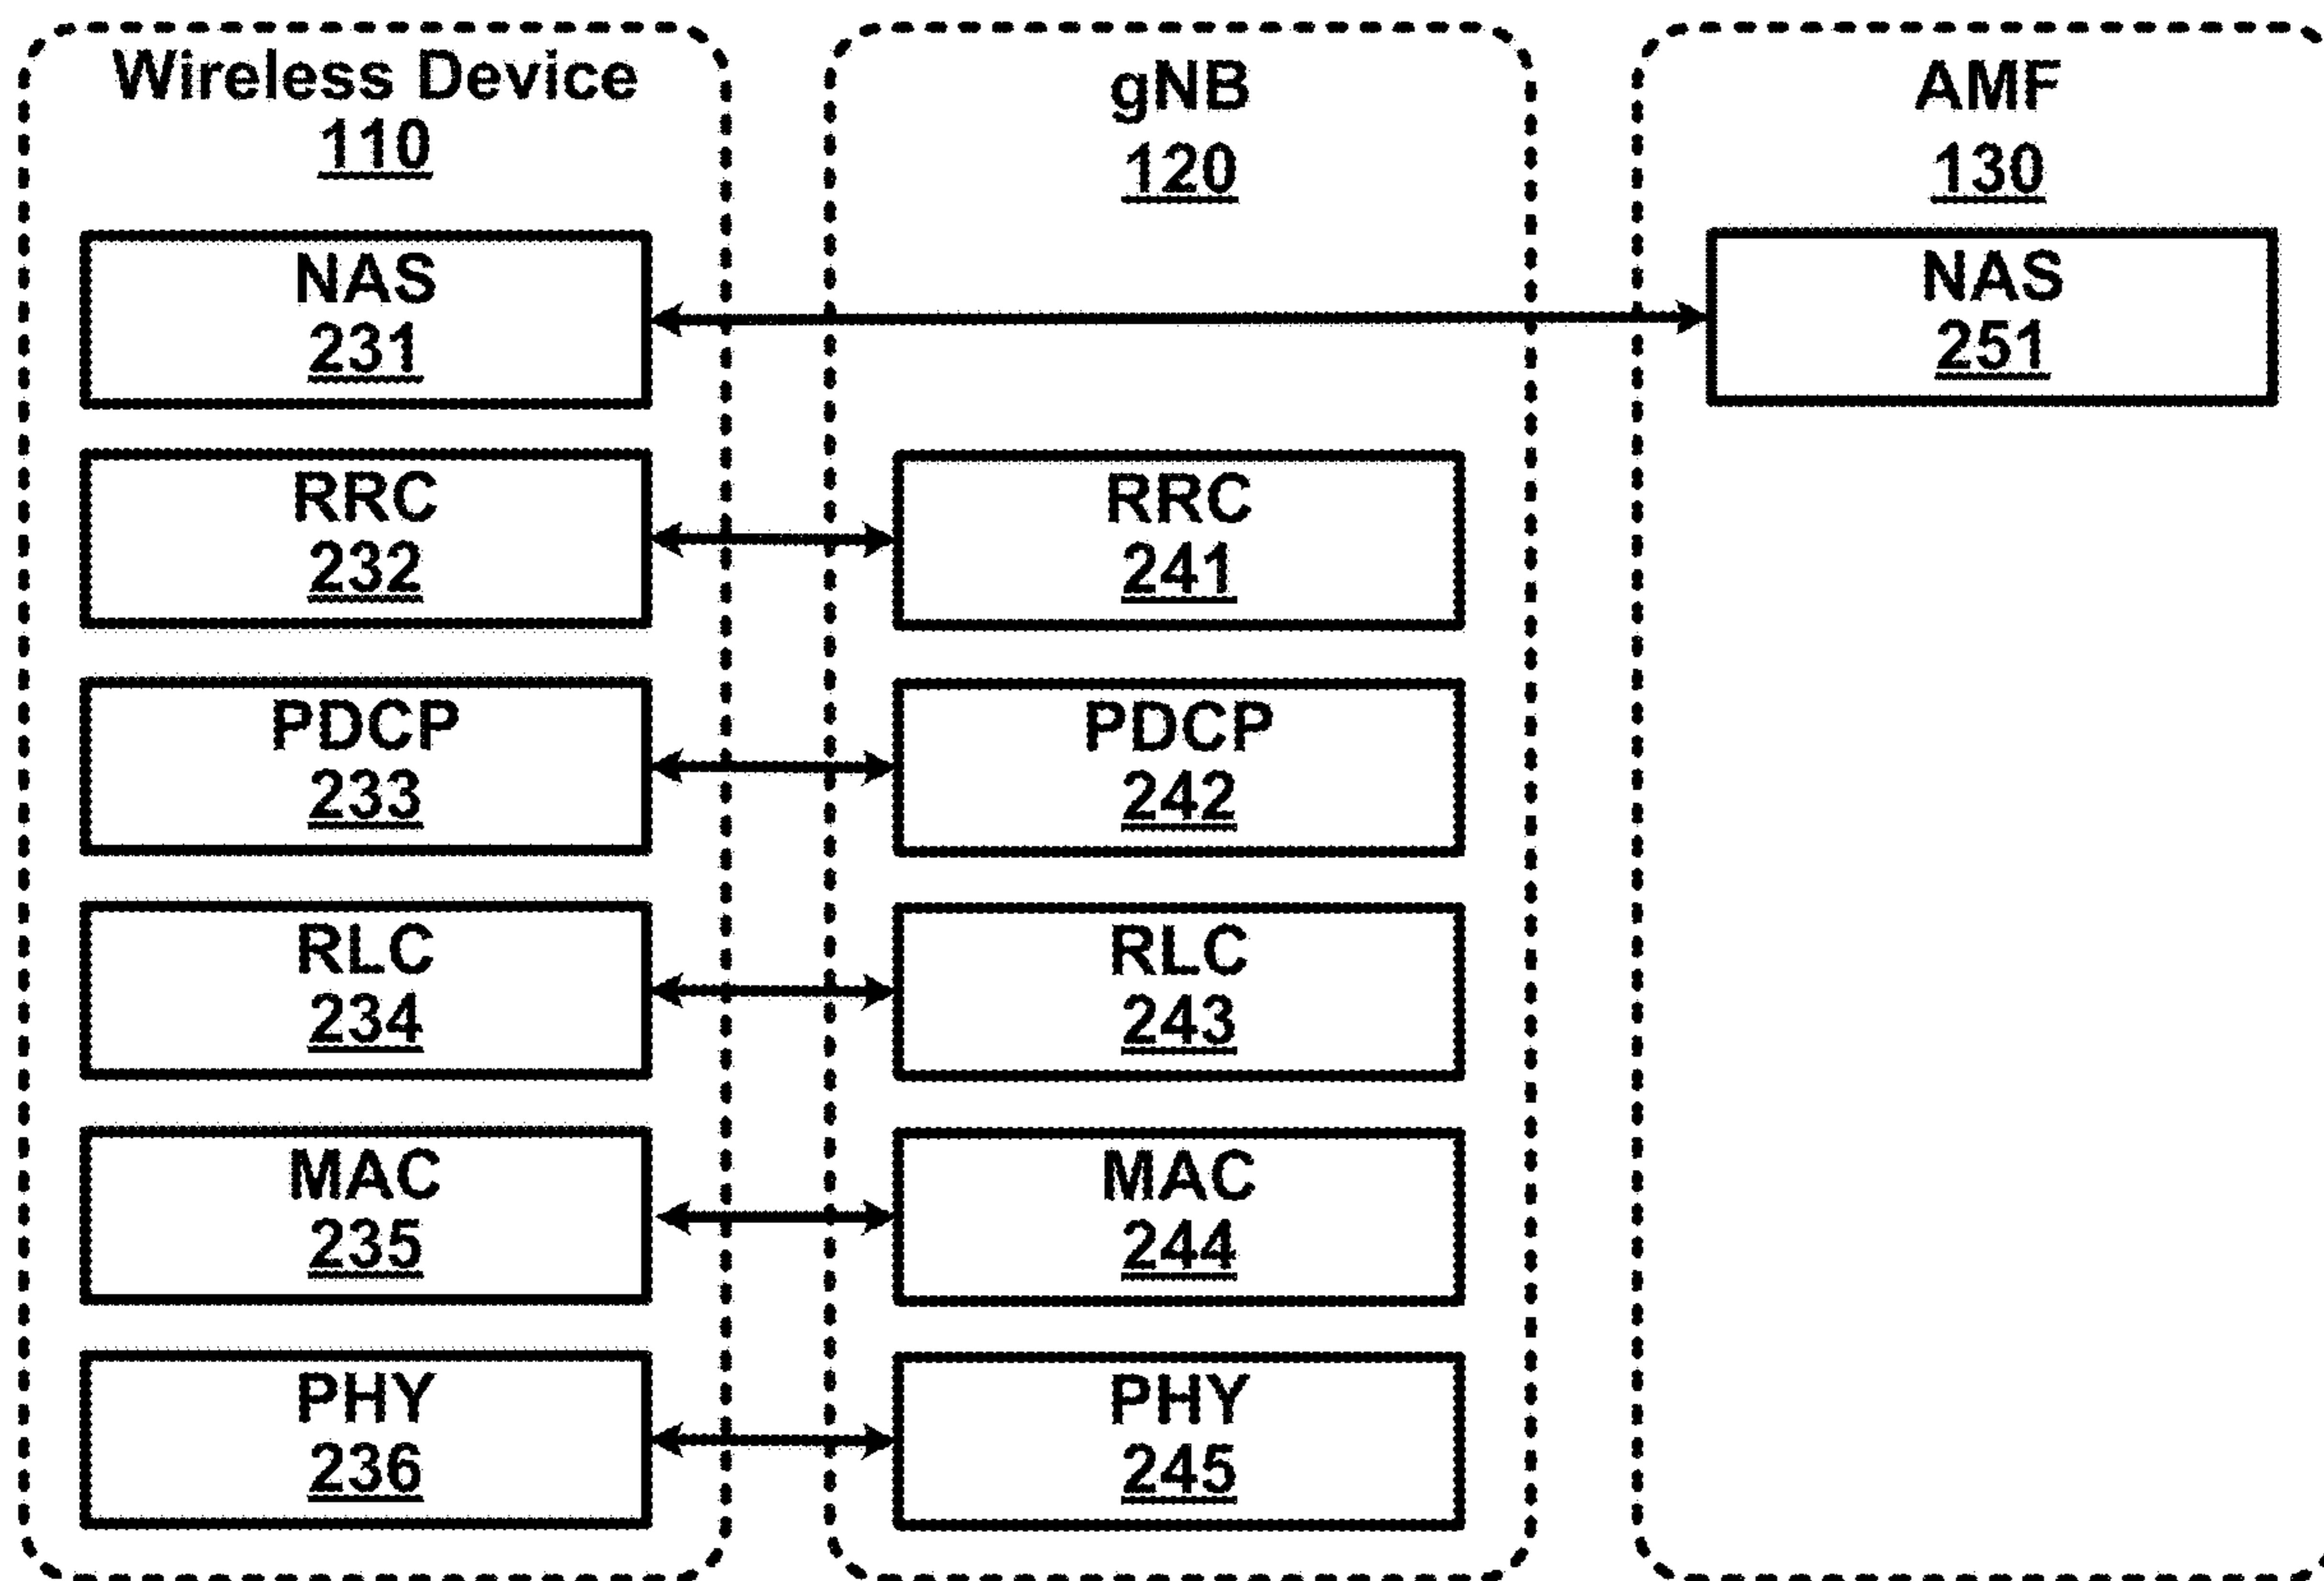 Wireless Device
110
gNB
120
AMF
130
NAS
231
NAS
251
RRC
232
RRC
241
PDCP
233
PDCP
242
RLC
234
RLC
243
MAC
235
MAC
244
PHY
236
PHY
245